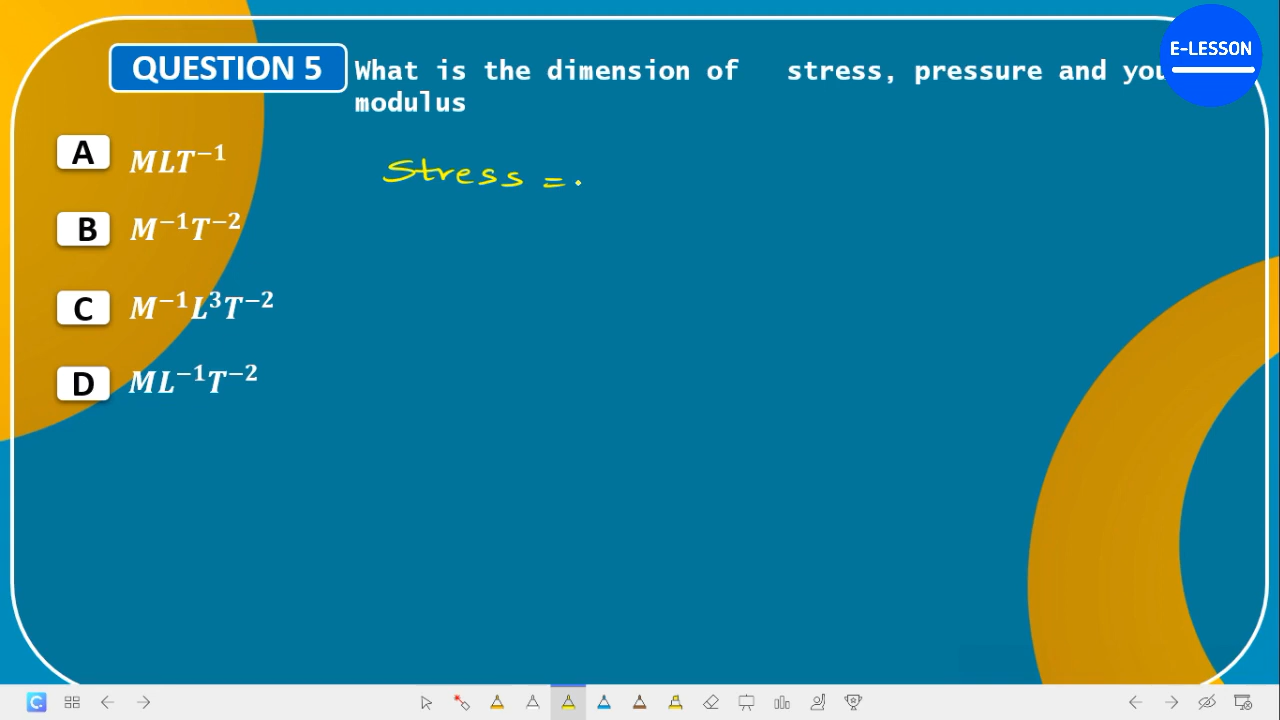 E-LESSON
QUESTION 5
What is the dimension of stress, pressure and you
modulus
A MLT⁻¹
Stress =
B M⁻¹T⁻²
C M⁻¹L³T⁻²
D ML⁻¹T⁻²